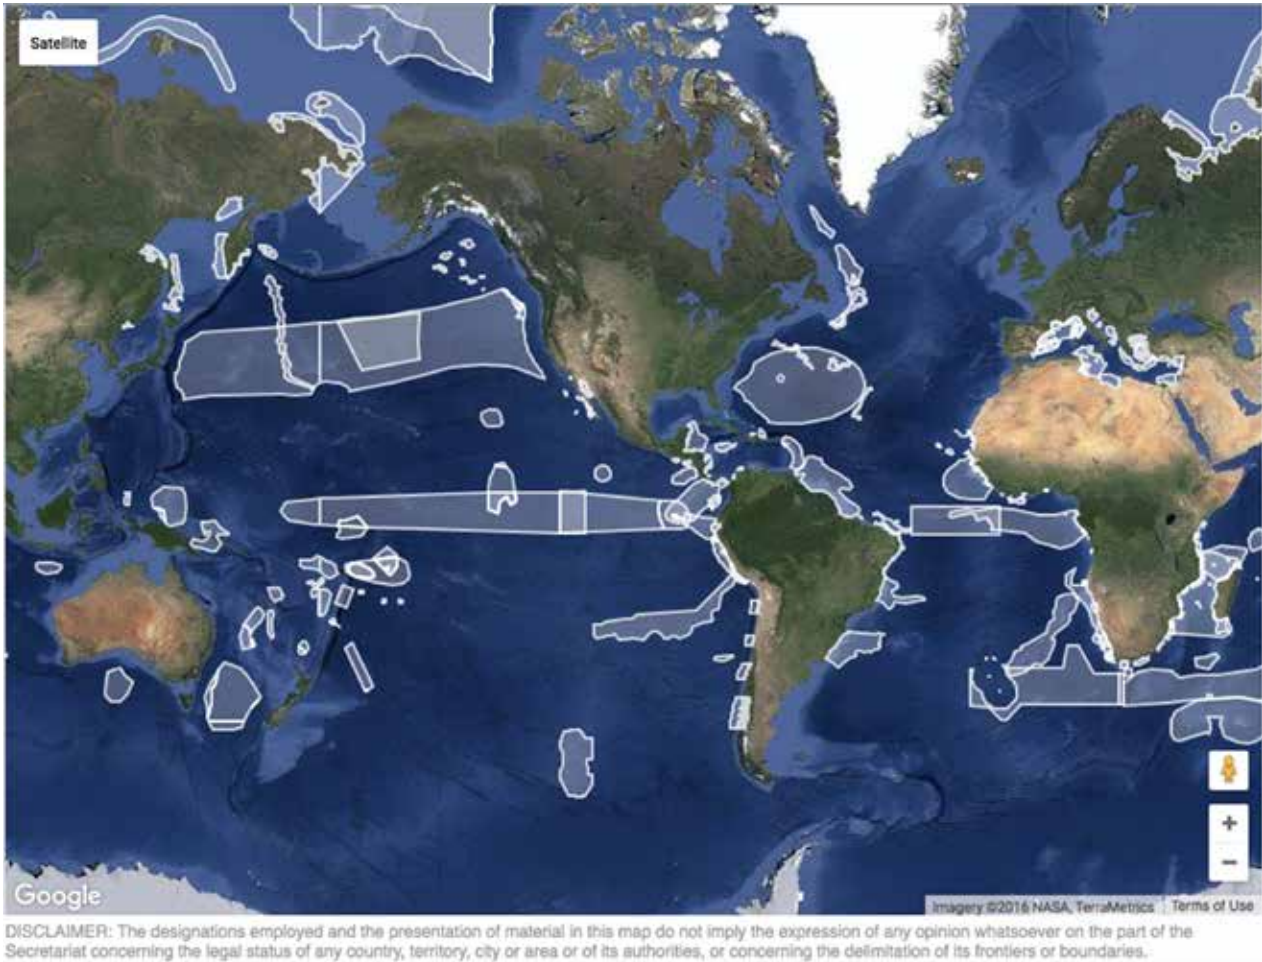 Satellite
+
−
Google
Imagery ©2016 NASA, TerraMetrics
Terms of Use
DISCLAIMER: The designations employed and the presentation of material in this map do not imply the expression of any opinion whatsoever on the part of the
Secretariat concerning the legal status of any country, territory, city or area or of its authorities, or concerning the delimitation of its frontiers or boundaries.